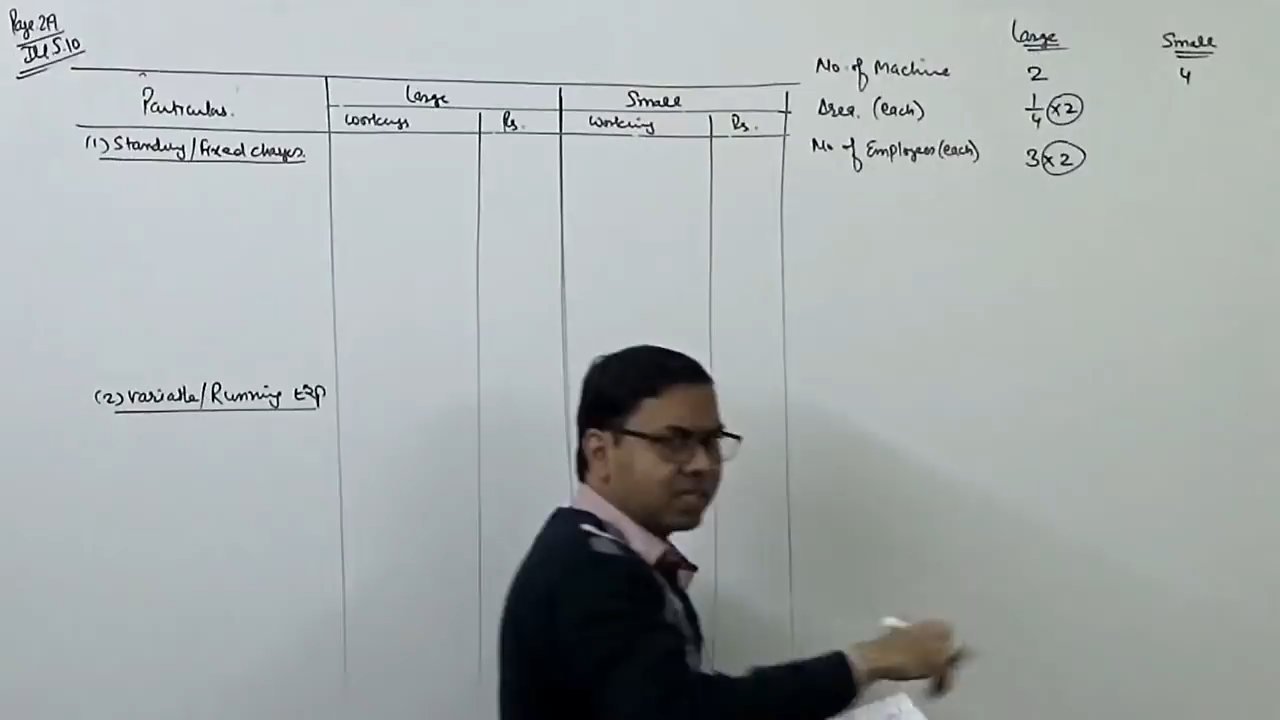 Page 29
Ill 5.10
Particulars.
Large
Small
Workings
Rs.
Working
Rs.
(1) Standing/Fixed charges.
(2) Variable/Running Exp
Large
Small
No. of Machine
2
4
Area. (each)
1/4 ×2
No of Employees (each)
3 ×2